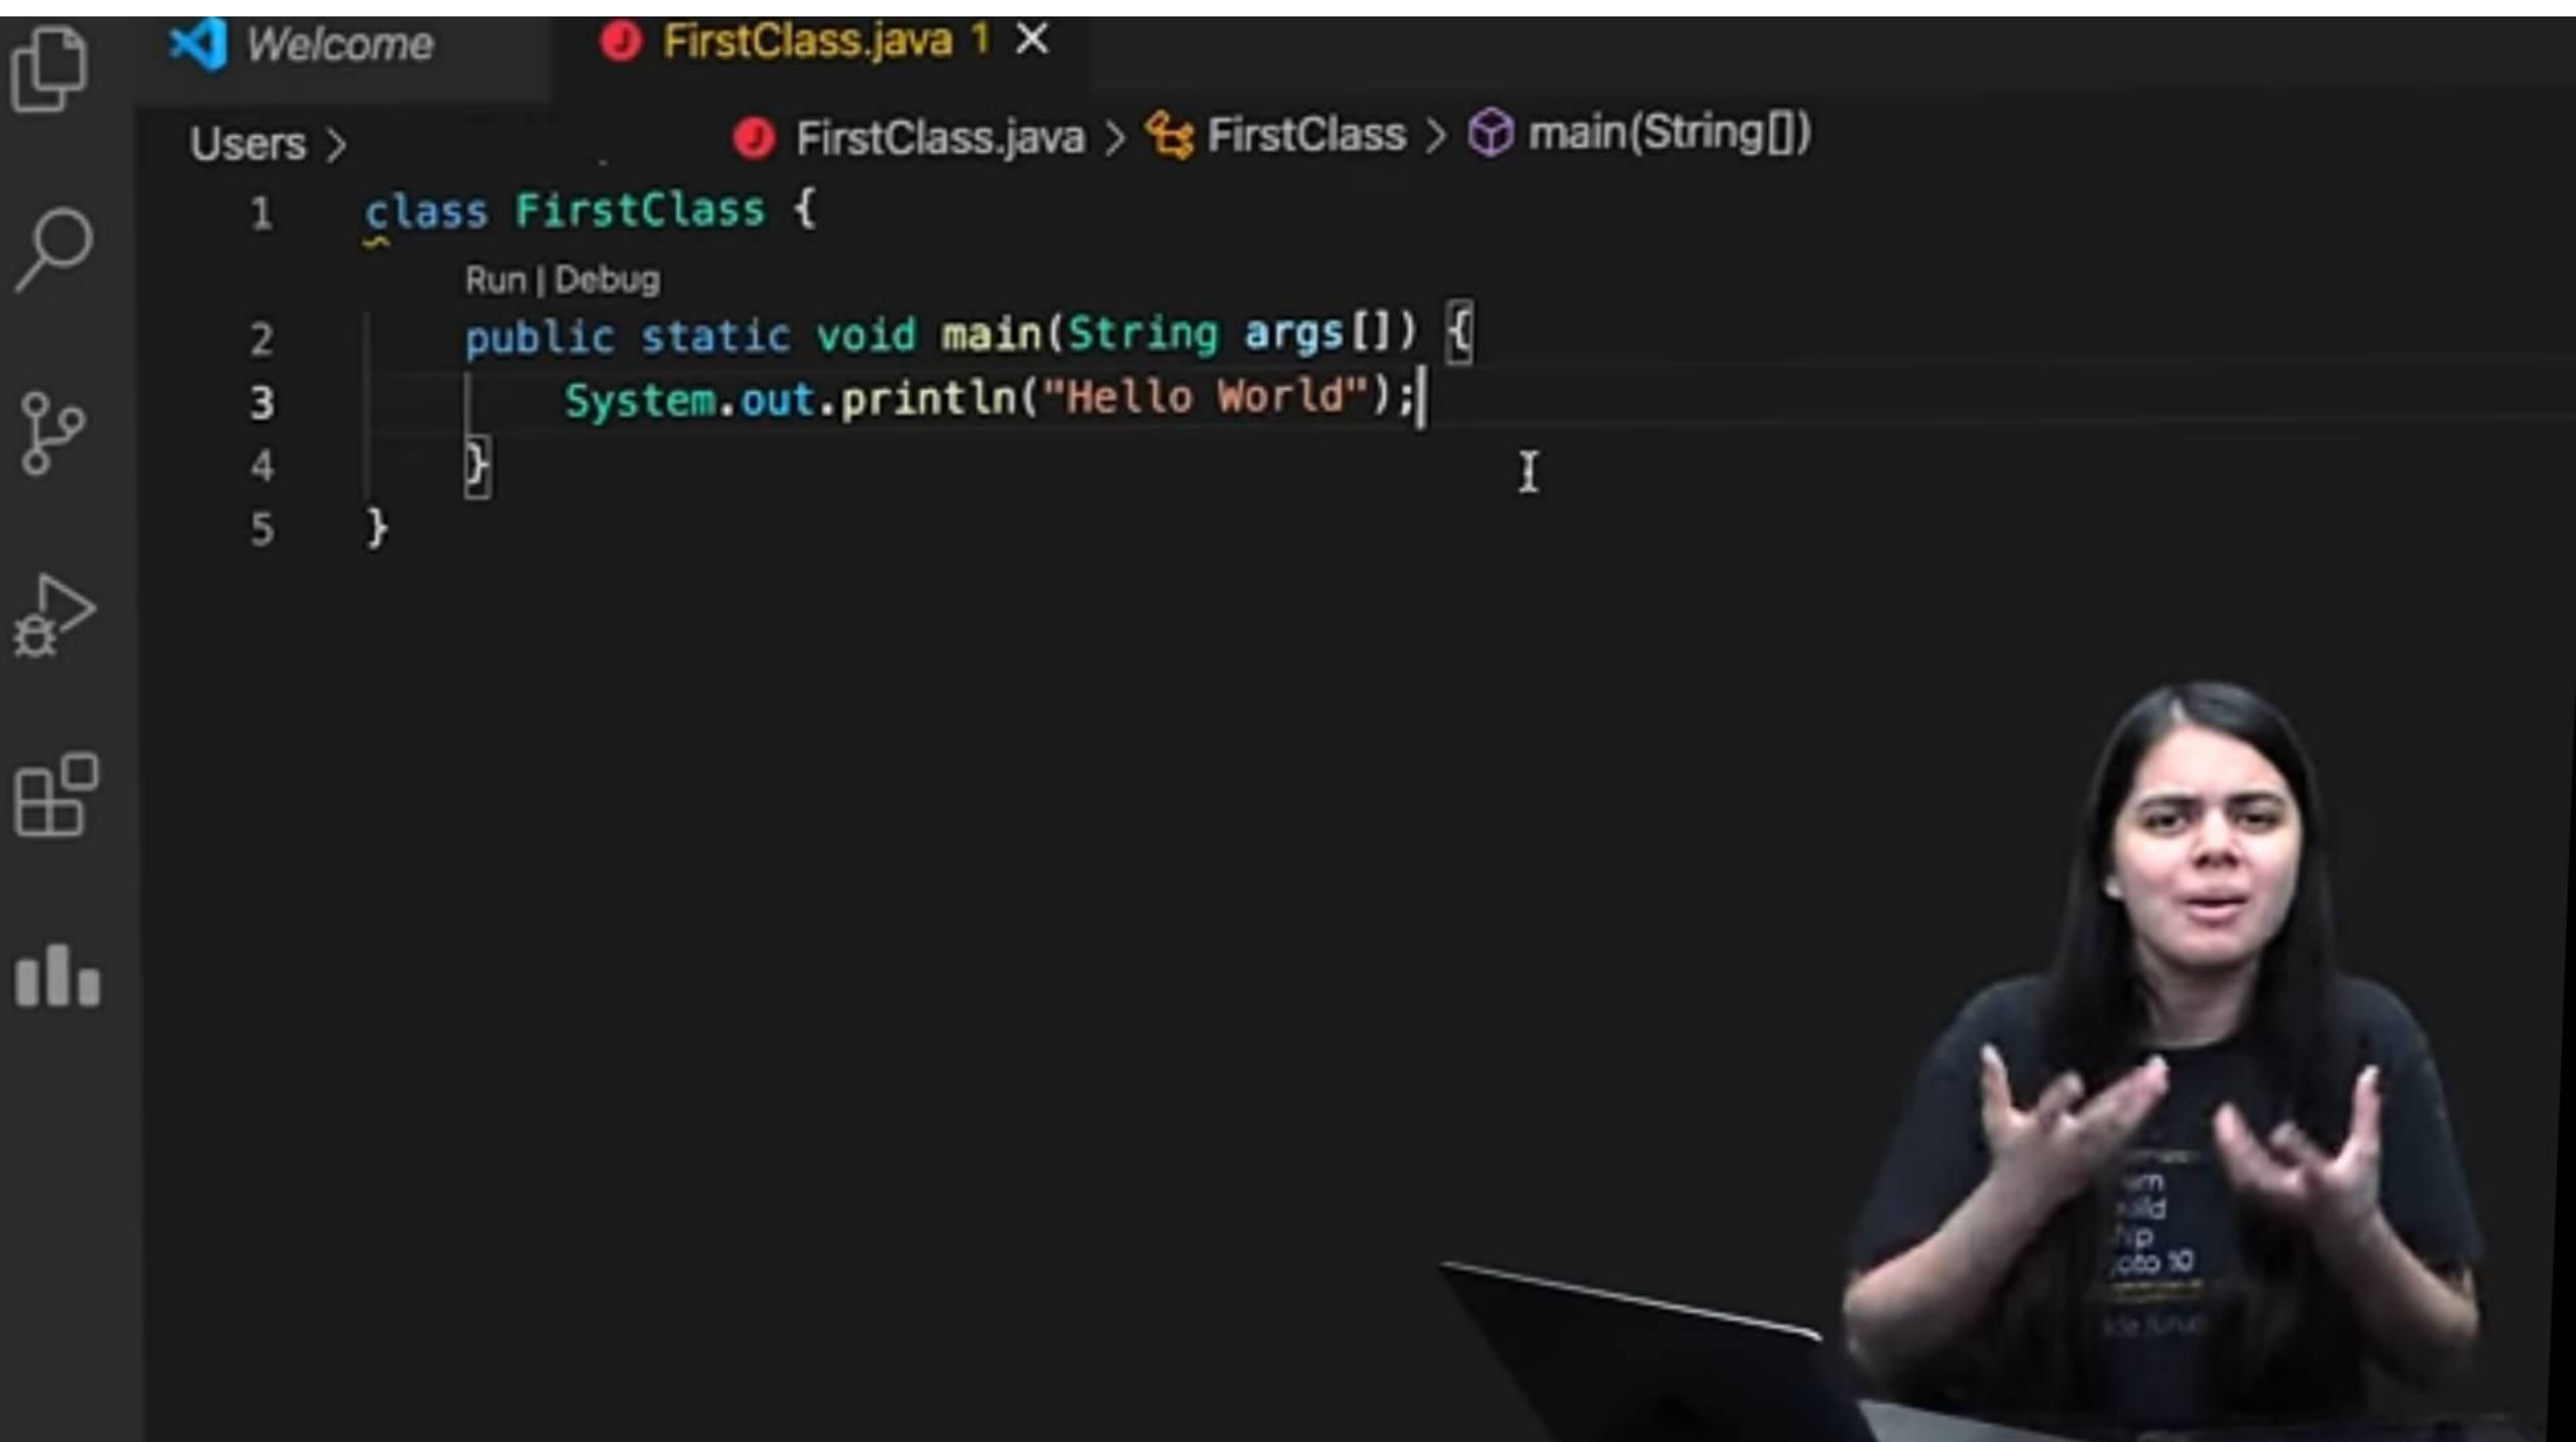 Welcome
FirstClass.java 1
Users > FirstClass.java > FirstClass > main(String[])
1 class FirstClass {
Run | Debug
2 public static void main(String args[]) {
3 System.out.println("Hello World");
4 }
5 }
10